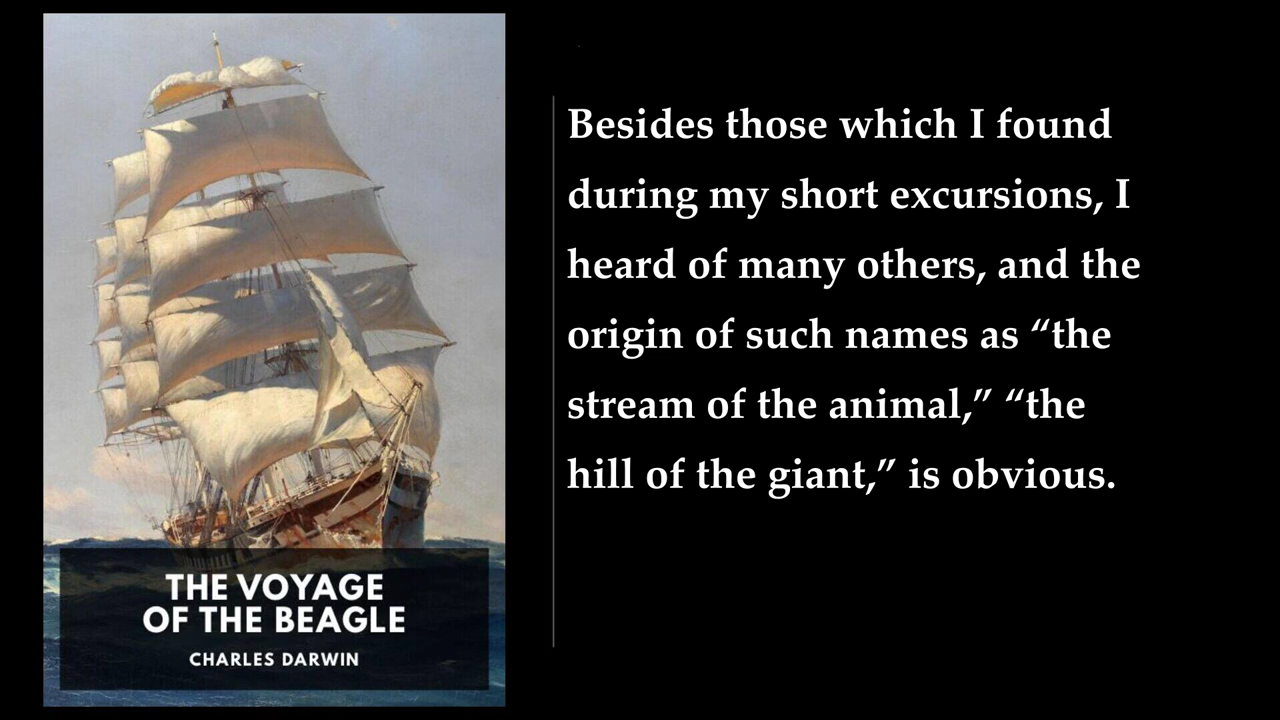 THE VOYAGE
OF THE BEAGLE
CHARLES DARWIN
Besides those which I found
during my short excursions, I
heard of many others, and the
origin of such names as “the
stream of the animal,” “the
hill of the giant,” is obvious.